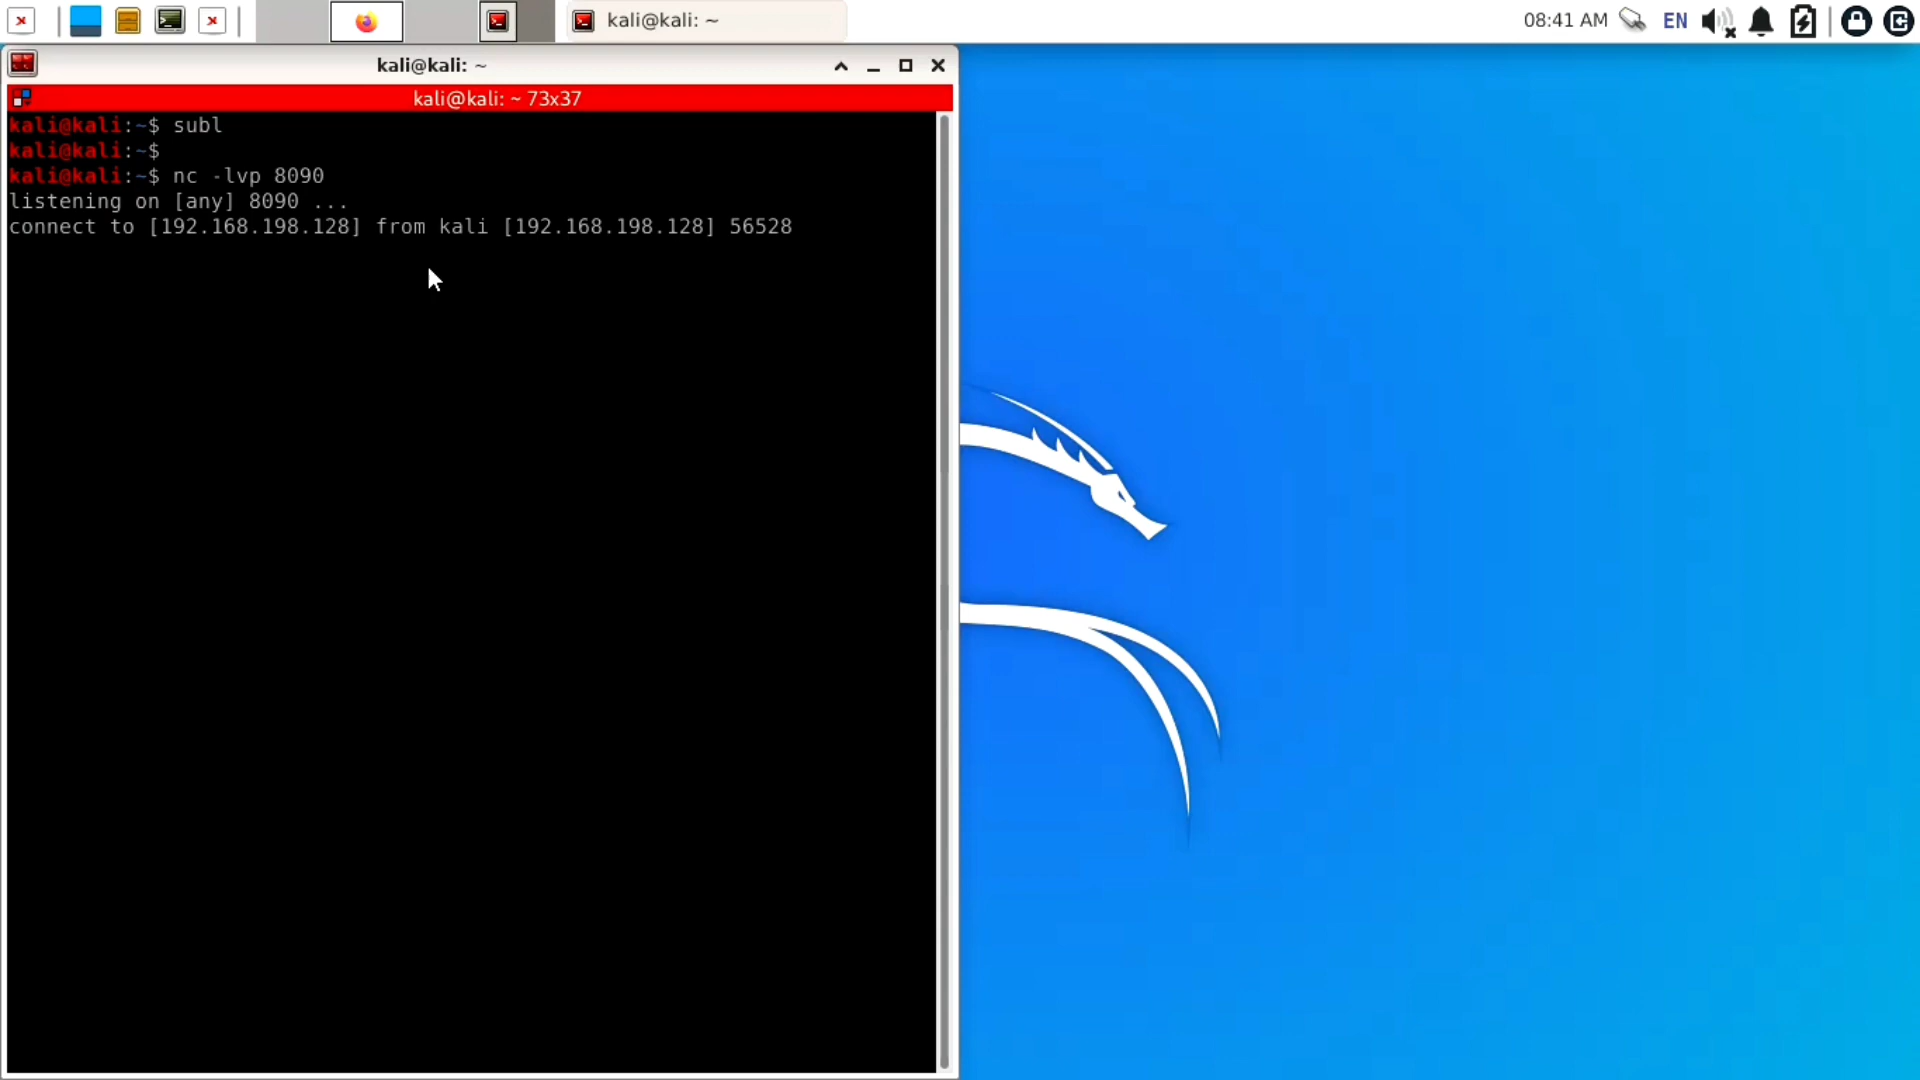 kali@kali: ~
08:41 AM
EN
kali@kali: ~
kali@kali: ~ 73x37
kali@kali:~$ subl
kali@kali:~$
kali@kali:~$ nc -lvp 8090
listening on [any] 8090 ...
connect to [192.168.198.128] from kali [192.168.198.128] 56528